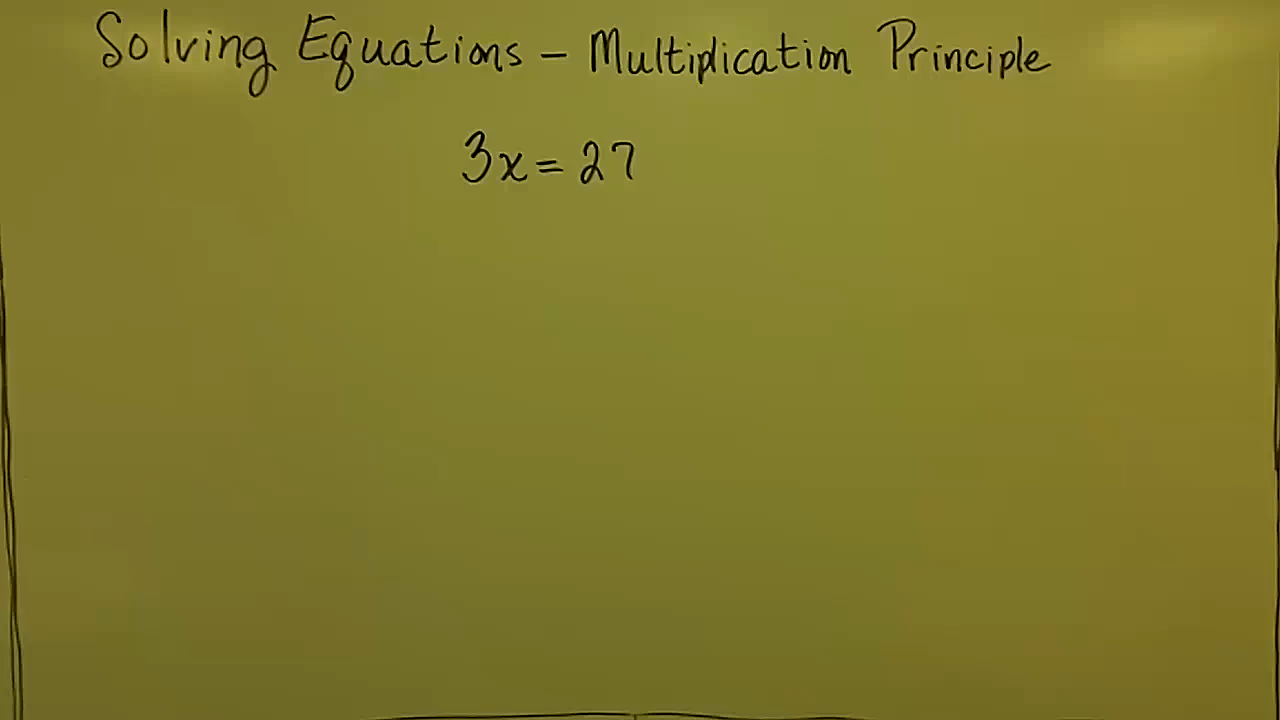 Solving Equations – Multiplication Principle
3x = 27